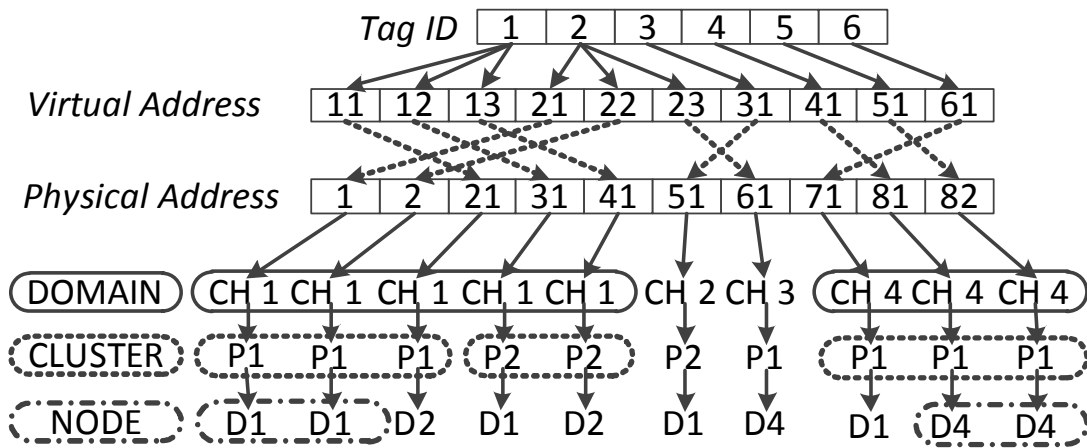 Tag ID 1 2 3 4 5 6
Virtual Address 11 12 13 21 22 23 31 41 51 61
Physical Address 1 2 21 31 41 51 61 71 81 82
DOMAIN CH 1 CH 1 CH 1 CH 1 CH 1 CH 2 CH 3 CH 4 CH 4 CH 4
CLUSTER P1 P1 P1 P2 P2 P2 P1 P1 P1 P1
NODE D1 D1 D2 D1 D2 D1 D4 D1 D4 D4